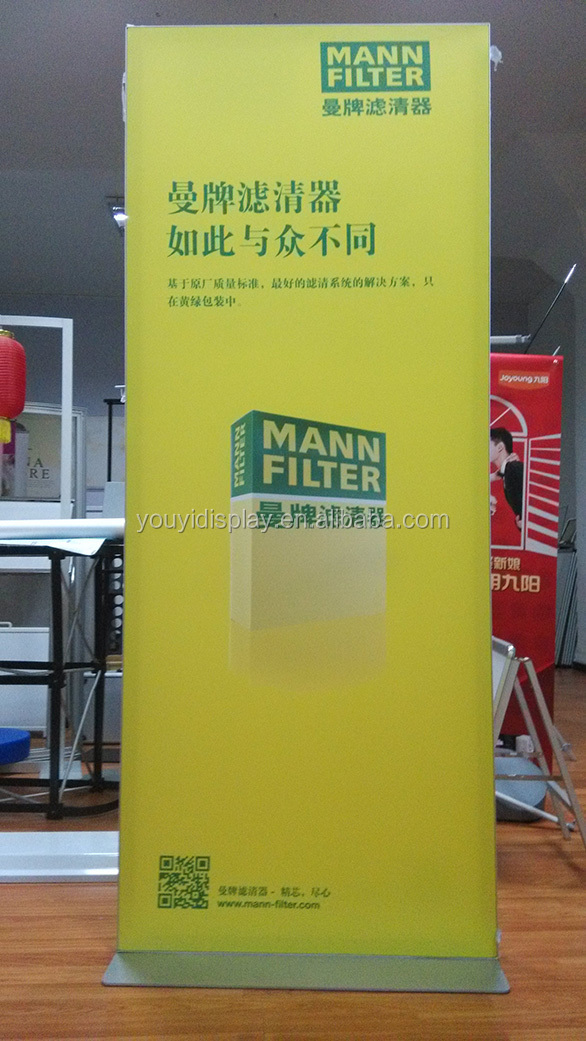 MANN
FILTER
曼牌滤清器
曼牌滤清器
如此与众不同
基于原厂质量标准，最好的滤清系统的解决方案，只
在黄绿包装中。
Joyoung九阳
MANN
FILTER
MANN
FILTER
曼牌滤清器
youyidisplay.en.alibaba.com
新娘
九阳
曼牌滤清器 - 精芯，尽心
www.mann-filter.com